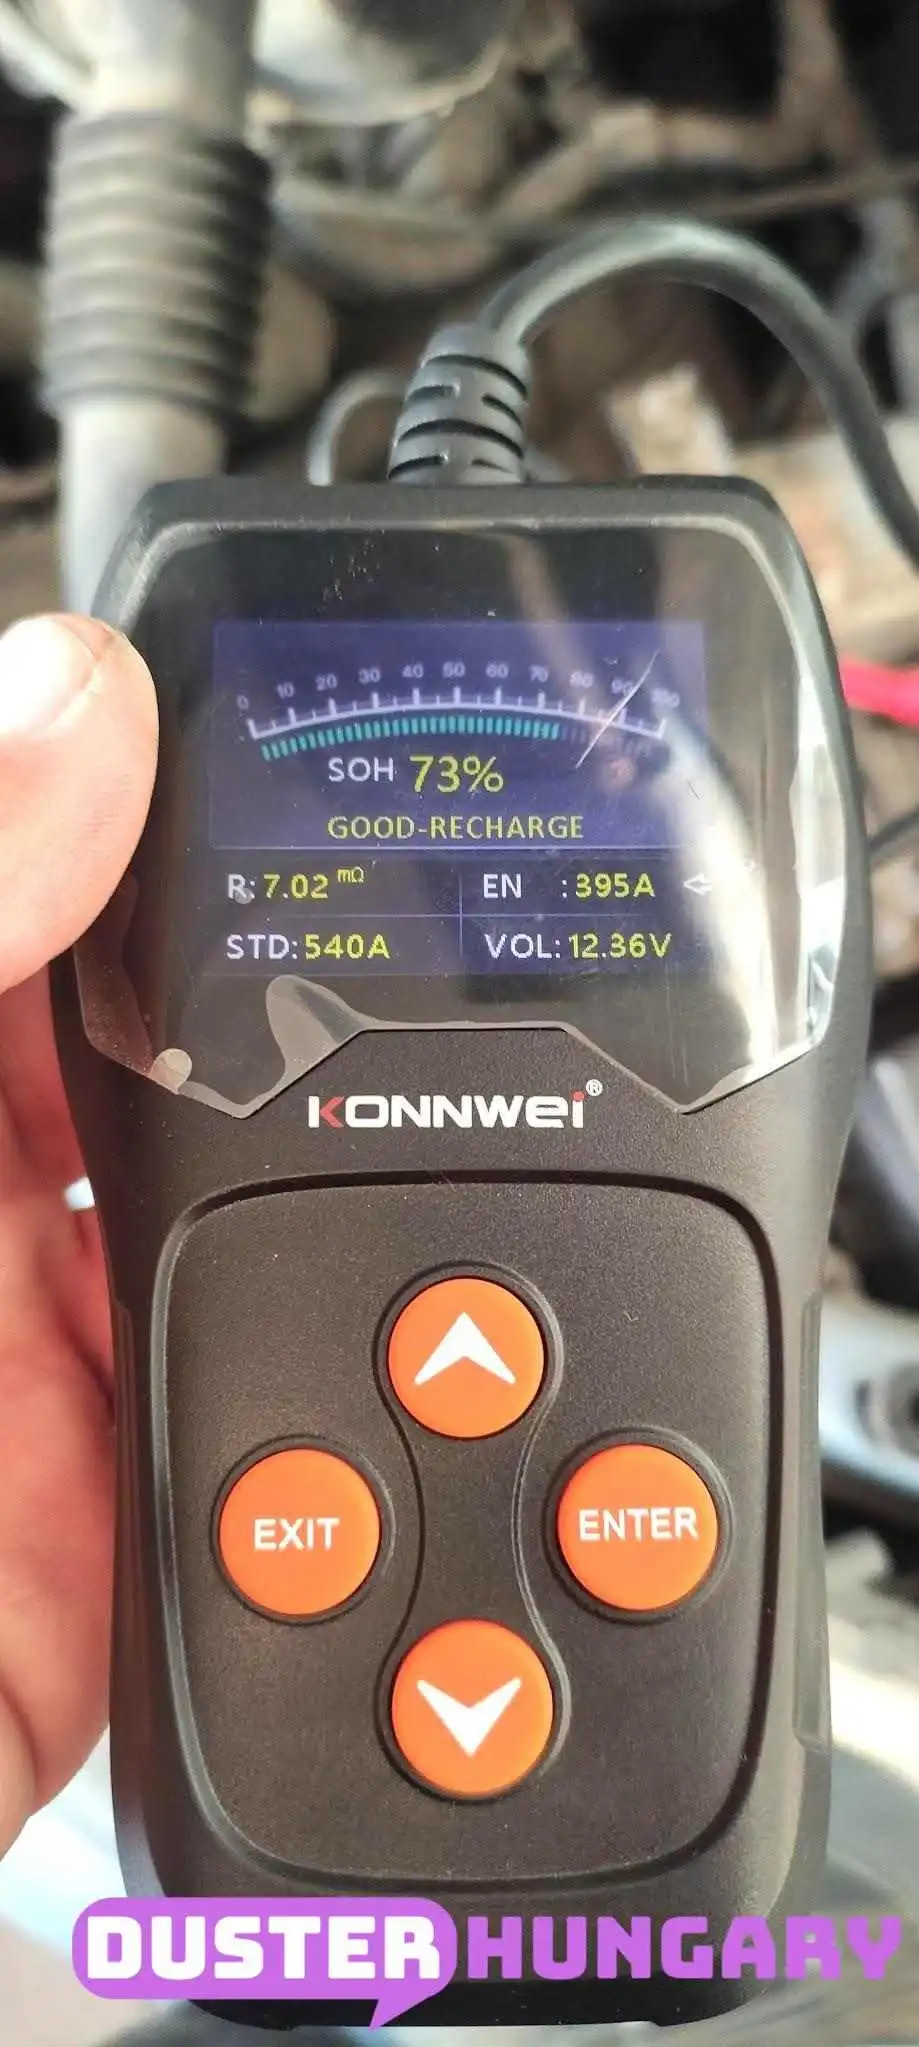 0 10 20 30 40 50 60 70 80 90 100
SOH 73%
GOOD-RECHARGE
R: 7.02 mΩ EN : 395A
STD: 540A VOL: 12.36V
KONNWEI®
EXIT ENTER
DUSTER HUNGARY